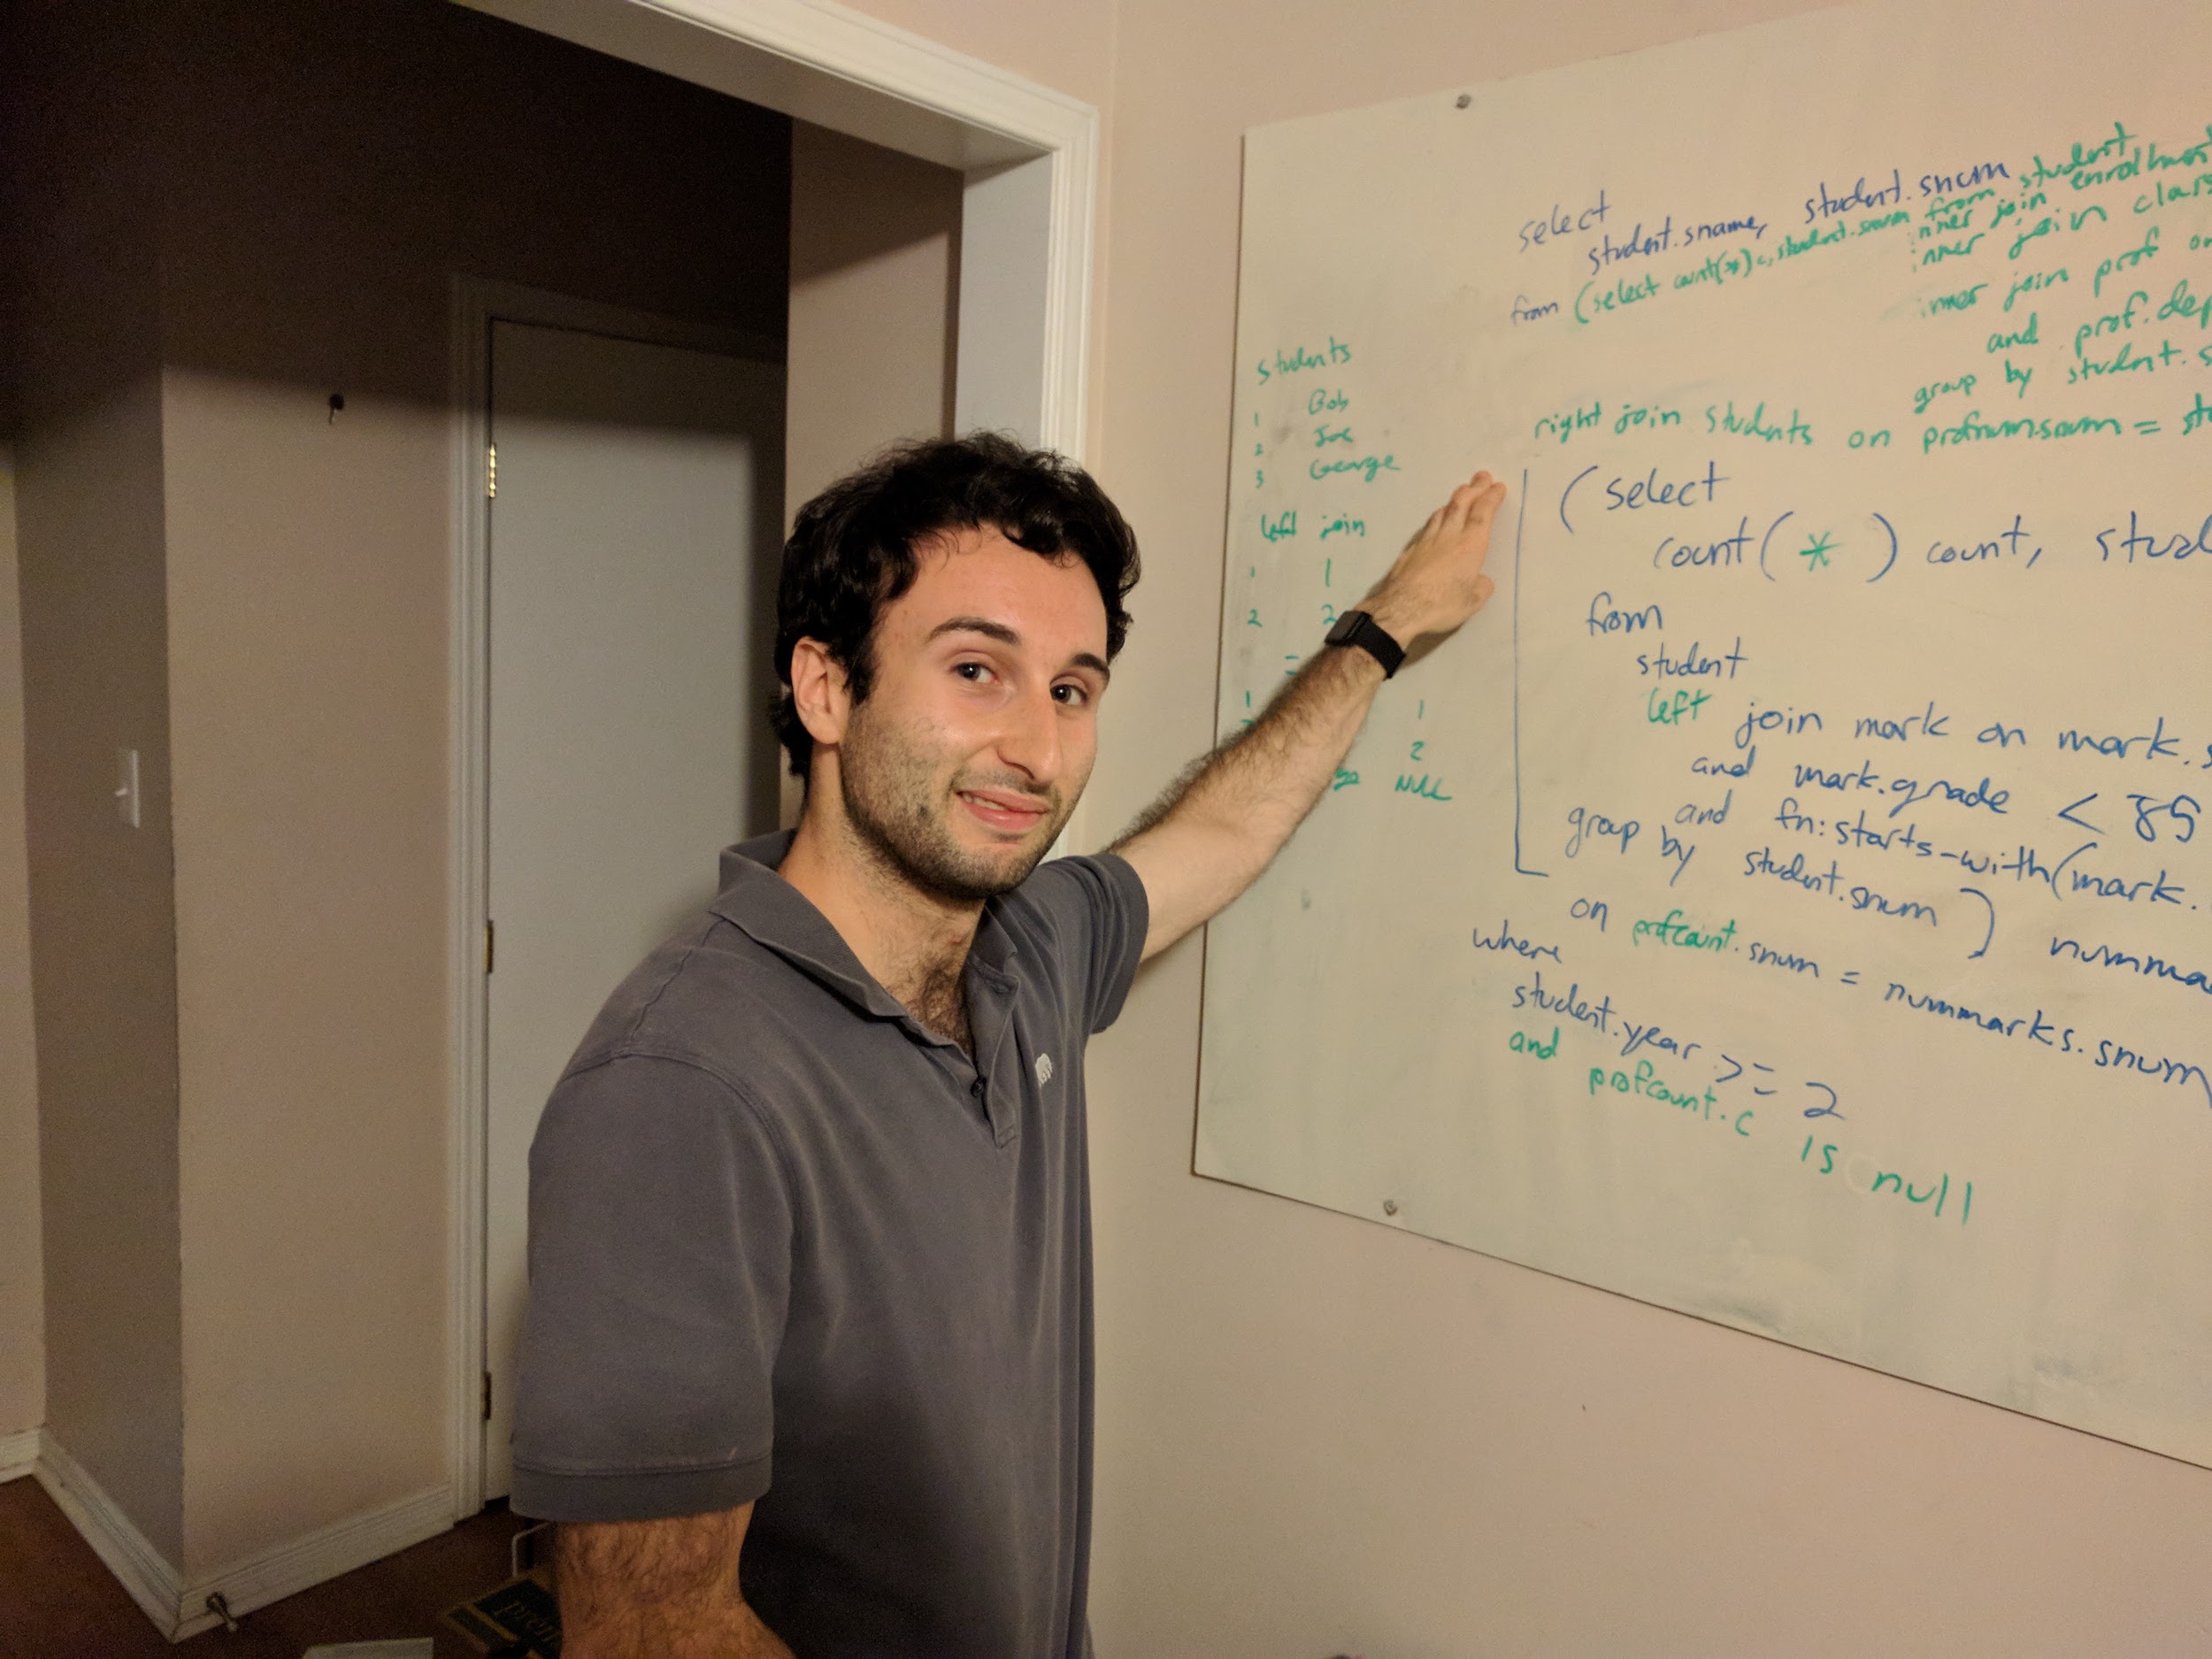 select
student.sname, student.snum
from (select count(*) c, student.snum from student
inner join enrollment
inner join class
inner join prof on
and prof.dep
group by student.s
right join students on profnum.snum = stu
(select
count(*) count, stud
from
student
left join mark on mark.s
and mark.grade < 85
and fn:starts-with(mark.
group by student.snum)
on profcount.snum = nummarks.snum
where
student.year >= 2
and profcount.c is null
students
1 Bob
2 Joe
3 George
left join
1 1
2 2
=
1 1
2
NULL